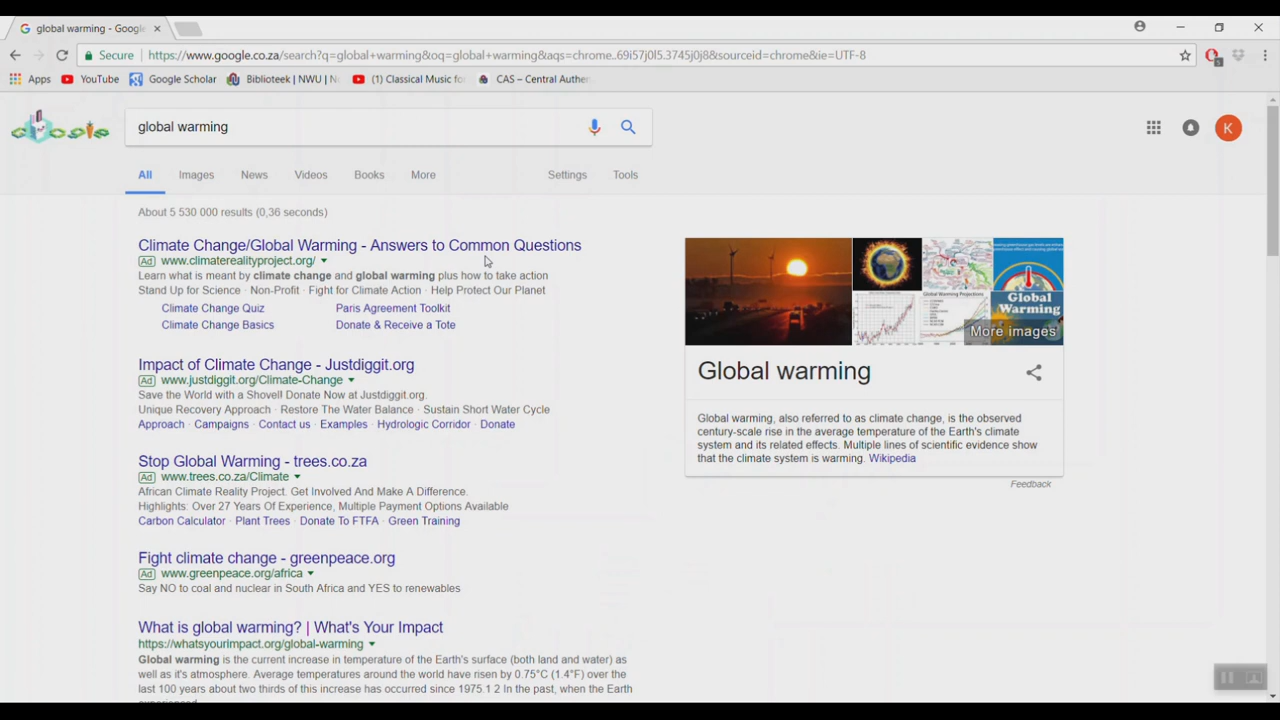 global warming - Google
Secure https://www.google.co.za/search?q=global+warming&oq=global+warming&aqs=chrome..69i57j0l5.3745j0j8&sourceid=chrome&ie=UTF-8
Apps YouTube Google Scholar Biblioteek | NWU | N (1) Classical Music for CAS – Central Authen
global warming
K
All Images News Videos Books More Settings Tools
About 5 530 000 results (0,36 seconds)
Climate Change/Global Warming - Answers to Common Questions
Ad www.climaterealityproject.org/
Learn what is meant by climate change and global warming plus how to take action
Stand Up for Science · Non-Profit · Fight for Climate Action · Help Protect Our Planet
Climate Change Quiz Paris Agreement Toolkit
Climate Change Basics Donate & Receive a Tote
Impact of Climate Change - Justdiggit.org
Ad www.justdiggit.org/Climate-Change
Save the World with a Shovel! Donate Now at Justdiggit.org.
Unique Recovery Approach · Restore The Water Balance · Sustain Short Water Cycle
Approach · Campaigns · Contact us · Examples · Hydrologic Corridor · Donate
Stop Global Warming - trees.co.za
Ad www.trees.co.za/Climate
African Climate Reality Project. Get Involved And Make A Difference.
Highlights: Over 27 Years Of Experience, Multiple Payment Options Available
Carbon Calculator · Plant Trees · Donate To FTFA · Green Training
Fight climate change - greenpeace.org
Ad www.greenpeace.org/africa
Say NO to coal and nuclear in South Africa and YES to renewables
What is global warming? | What's Your Impact
https://whatsyourimpact.org/global-warming
Global warming is the current increase in temperature of the Earth's surface (both land and water) as
well as it's atmosphere. Average temperatures around the world have risen by 0.75°C (1.4°F) over the
last 100 years about two thirds of this increase has occurred since 1975.1 2 In the past, when the Earth
experienced
Global
Warming
More images
Global warming
Global warming, also referred to as climate change, is the observed
century-scale rise in the average temperature of the Earth's climate
system and its related effects. Multiple lines of scientific evidence show
that the climate system is warming. Wikipedia
Feedback